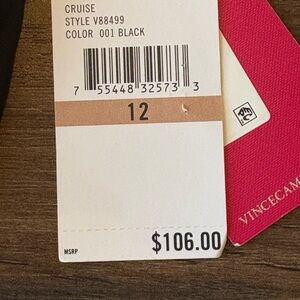 CRUISE
STYLE V88499
COLOR 001 BLACK
7 55448 32573 3
12
MSRP
$106.00
VINCECAM